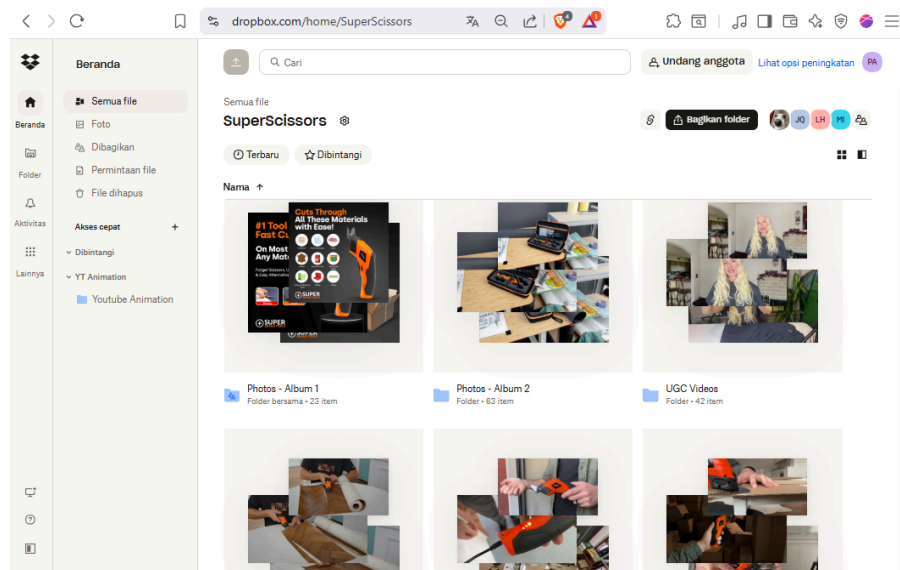 dropbox.com/home/SuperScissors
4
1
Beranda
Folder
Aktivitas
Lainnya
Beranda
Semua file
Foto
Dibagikan
Permintaan file
File dihapus
Akses cepat
Dibintangi
YT Animation
Youtube Animation
Cari
Undang anggota
Lihat opsi peningkatan
PA
Semua file
SuperScissors
Bagikan folder
JQ
LH
MI
Terbaru
Dibintangi
Nama
#1 Tool
Fast Cu
On Most
Any Mat
Cuts Through
All These Materials
with Ease!
SUPER
SUPER
Photos - Album 1
Folder bersama • 23 item
Photos - Album 2
Folder • 63 item
UGC Videos
Folder • 42 item